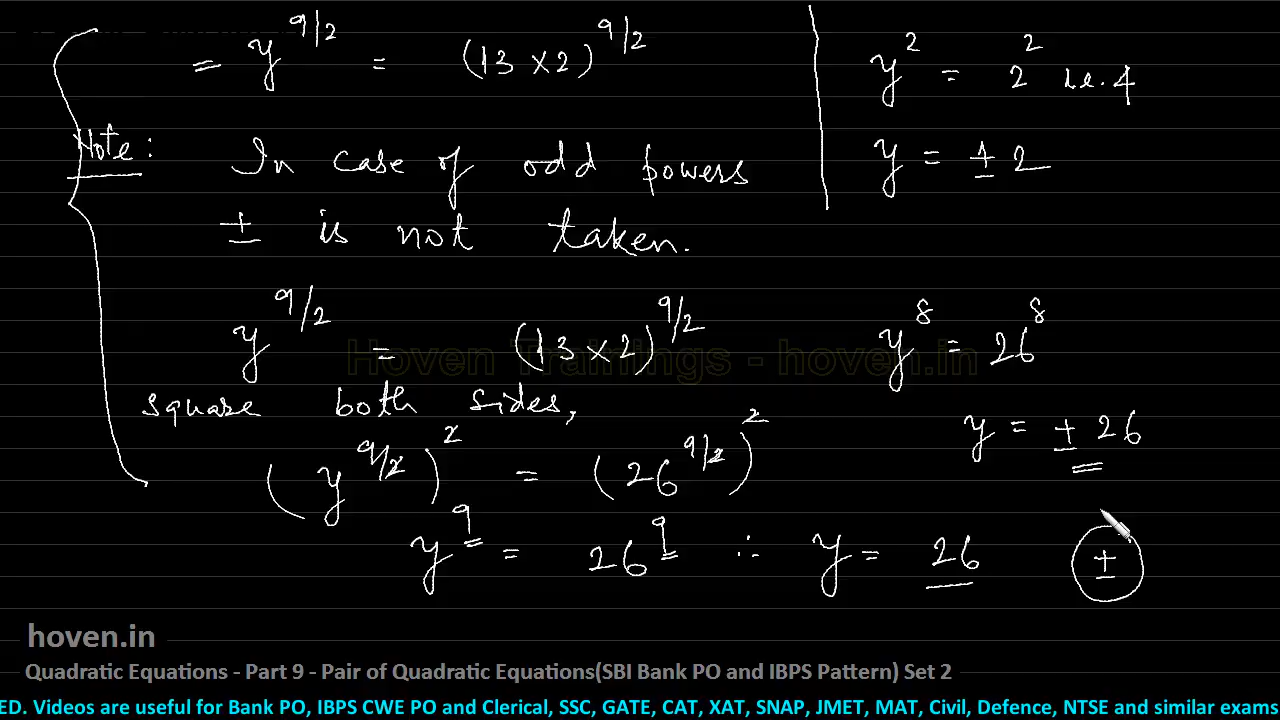 = y^9/2 = (13 × 2)^9/2
Note: In case of odd powers
± is not taken.
y^9/2 = (13 × 2)^9/2
square both sides,
(y^9/2)^2 = (26^9/2)^2
y^9 = 26^9 ∴ y = 26 ±
y^2 = 2^2 i.e. 4
y = ± 2
y^8 = 26^8
y = ± 26
Hoven Trainings - hoven.in
hoven.in
Quadratic Equations - Part 9 - Pair of Quadratic Equations(SBI Bank PO and IBPS Pattern) Set 2
ED. Videos are useful for Bank PO, IBPS CWE PO and Clerical, SSC, GATE, CAT, XAT, SNAP, JMET, MAT, Civil, Defence, NTSE and similar exams